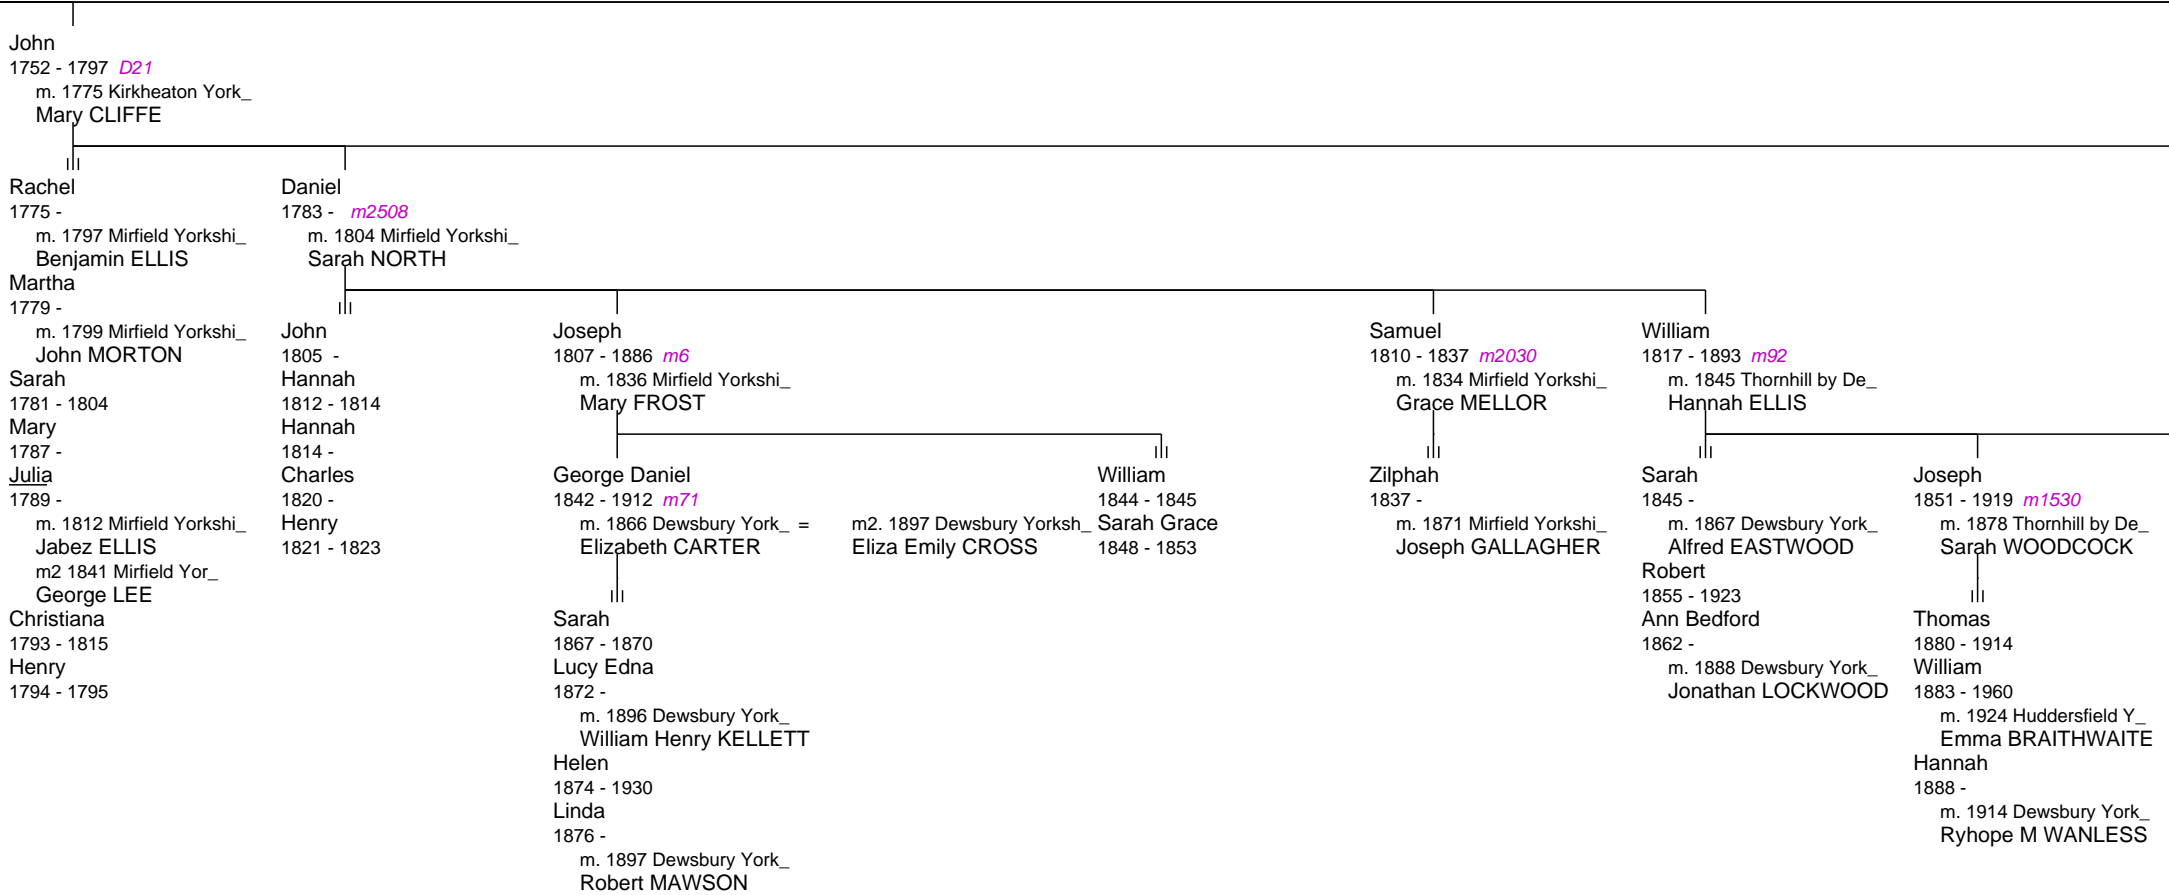 John
1752 - 1797 D21
m. 1775 Kirkheaton York_
Mary CLIFFE
Rachel
1775 -
m. 1797 Mirfield Yorkshi_
Benjamin ELLIS
Martha
1779 -
m. 1799 Mirfield Yorkshi_
John MORTON
Sarah
1781 - 1804
Mary
1787 -
Julia
1789 -
m. 1812 Mirfield Yorkshi_
Jabez ELLIS
m2 1841 Mirfield Yor_
George LEE
Christiana
1793 - 1815
Henry
1794 - 1795
Daniel
1783 - m2508
m. 1804 Mirfield Yorkshi_
Sarah NORTH
John
1805 -
Hannah
1812 - 1814
Hannah
1814 -
Charles
1820 -
Henry
1821 - 1823
Joseph
1807 - 1886 m6
m. 1836 Mirfield Yorkshi_
Mary FROST
George Daniel
1842 - 1912 m71
m. 1866 Dewsbury York_ =
Elizabeth CARTER
m2. 1897 Dewsbury Yorksh_
Eliza Emily CROSS
Sarah
1867 - 1870
Lucy Edna
1872 -
m. 1896 Dewsbury York_
William Henry KELLETT
Helen
1874 - 1930
Linda
1876 -
m. 1897 Dewsbury York_
Robert MAWSON
William
1844 - 1845
Sarah Grace
1848 - 1853
Samuel
1810 - 1837 m2030
m. 1834 Mirfield Yorkshi_
Grace MELLOR
Zilphah
1837 -
m. 1871 Mirfield Yorkshi_
Joseph GALLAGHER
William
1817 - 1893 m92
m. 1845 Thornhill by De_
Hannah ELLIS
Sarah
1845 -
m. 1867 Dewsbury York_
Alfred EASTWOOD
Robert
1855 - 1923
Ann Bedford
1862 -
m. 1888 Dewsbury York_
Jonathan LOCKWOOD
Joseph
1851 - 1919 m1530
m. 1878 Thornhill by De_
Sarah WOODCOCK
Thomas
1880 - 1914
William
1883 - 1960
m. 1924 Huddersfield Y_
Emma BRAITHWAITE
Hannah
1888 -
m. 1914 Dewsbury York_
Ryhope M WANLESS